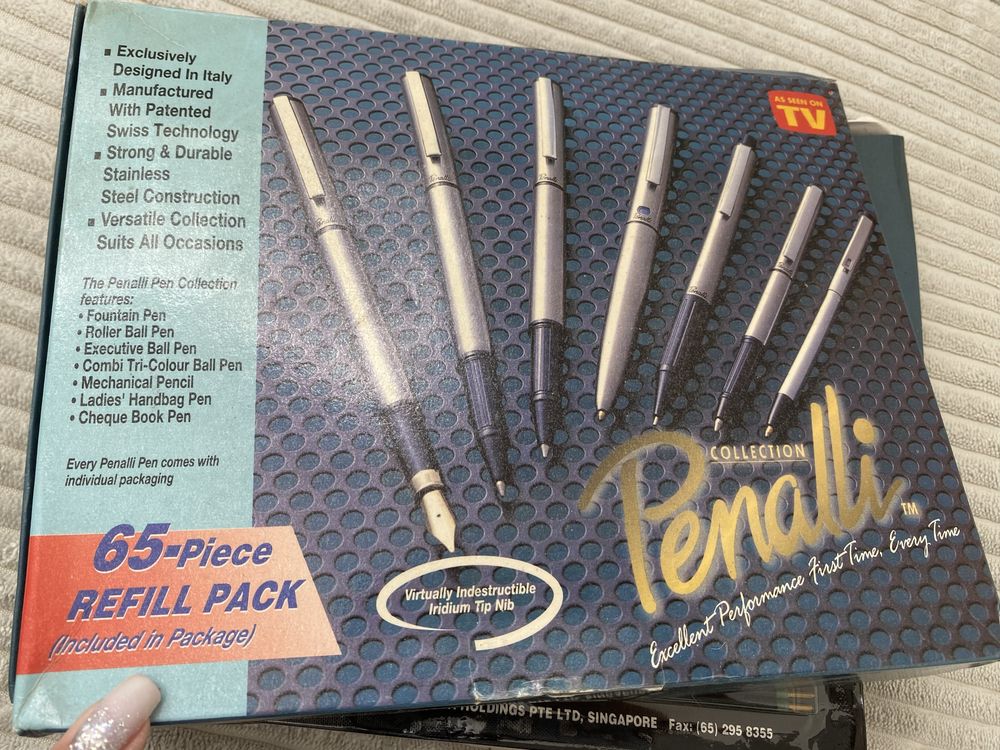 Exclusively
Designed In Italy
Manufactured
With Patented
Swiss Technology
Strong & Durable
Stainless
Steel Construction
Versatile Collection
Suits All Occasions
The Penalli Pen Collection
features:
• Fountain Pen
• Roller Ball Pen
• Executive Ball Pen
• Combi Tri-Colour Ball Pen
• Mechanical Pencil
• Ladies' Handbag Pen
• Cheque Book Pen
Every Penalli Pen comes with
individual packaging
65-Piece
REFILL PACK
(Included in Package)
AS SEEN ON
TV
Virtually Indestructible
Iridium Tip Nib
COLLECTION
Penalli™
Excellent Performance First Time, Every Time
HOLDINGS PTE LTD, SINGAPORE Fax: (65) 295 8355